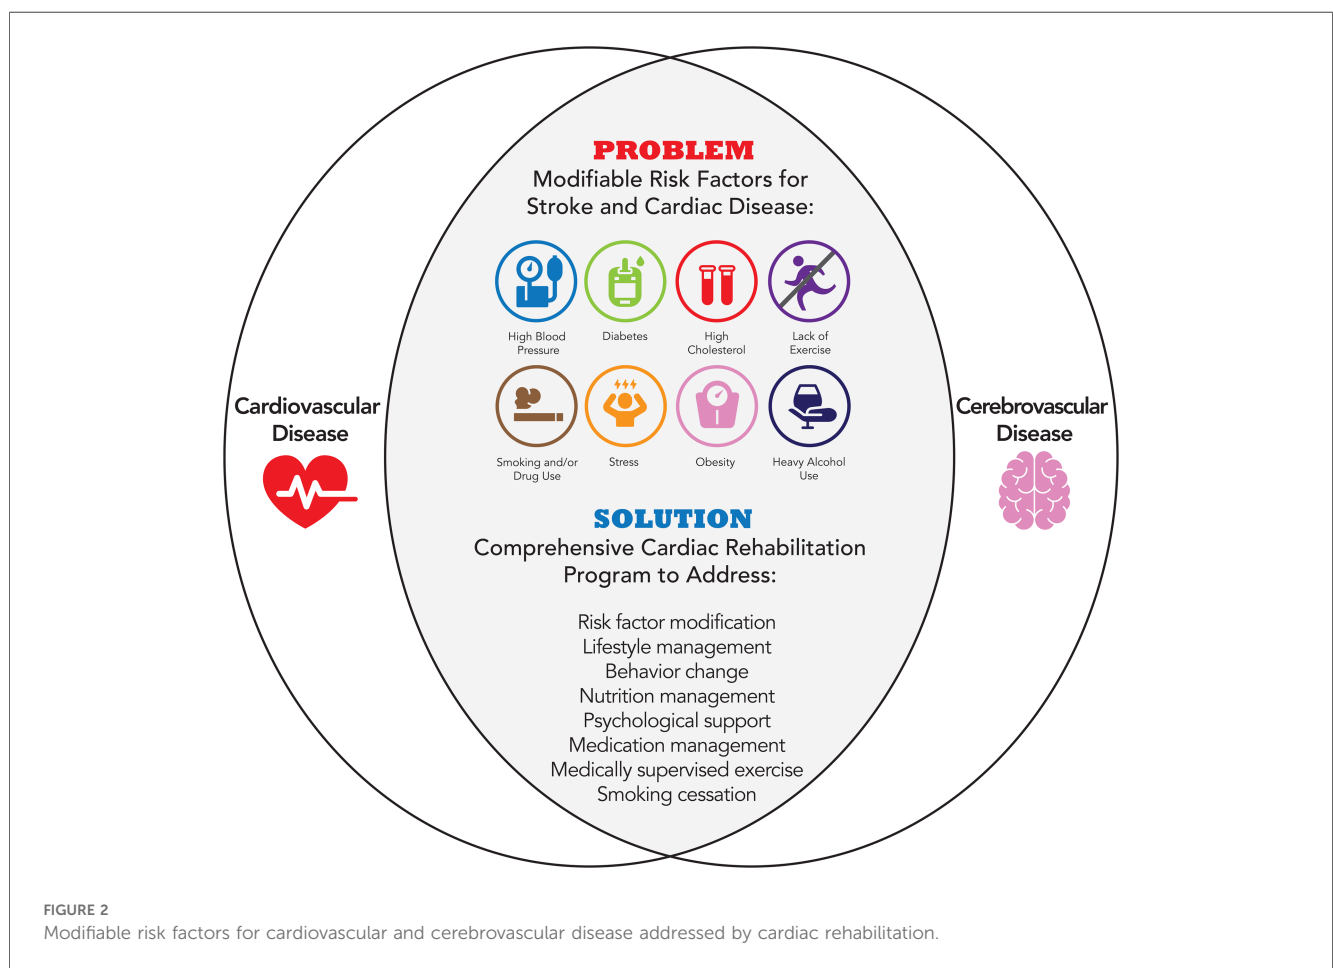 PROBLEM
Modifiable Risk Factors for
Stroke and Cardiac Disease:
High Blood
Pressure
Diabetes
High
Cholesterol
Lack of
Exercise
Smoking and/or
Drug Use
Stress
Obesity
Heavy Alcohol
Use
Cardiovascular
Disease
Cerebrovascular
Disease
SOLUTION
Comprehensive Cardiac Rehabilitation
Program to Address:
Risk factor modification
Lifestyle management
Behavior change
Nutrition management
Psychological support
Medication management
Medically supervised exercise
Smoking cessation
FIGURE 2
Modifiable risk factors for cardiovascular and cerebrovascular disease addressed by cardiac rehabilitation.